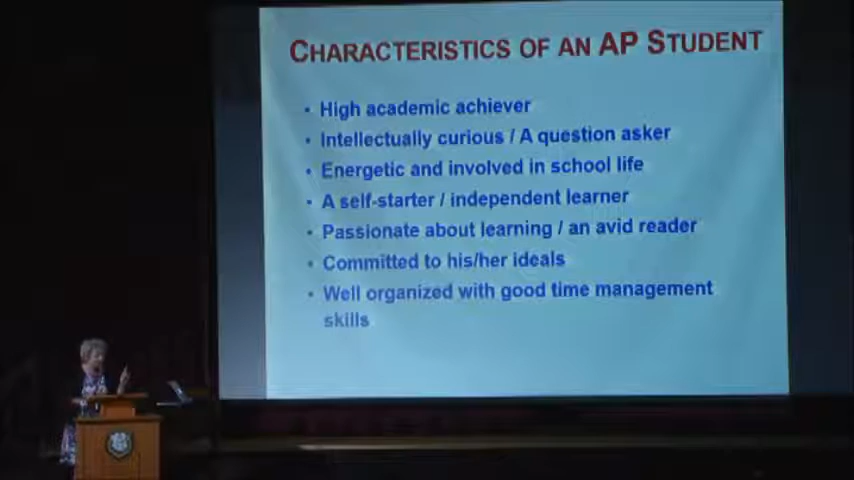 CHARACTERISTICS OF AN AP STUDENT
• High academic achiever
• Intellectually curious / A question asker
• Energetic and involved in school life
• A self-starter / independent learner
• Passionate about learning / an avid reader
• Committed to his/her ideals
• Well organized with good time management
skills